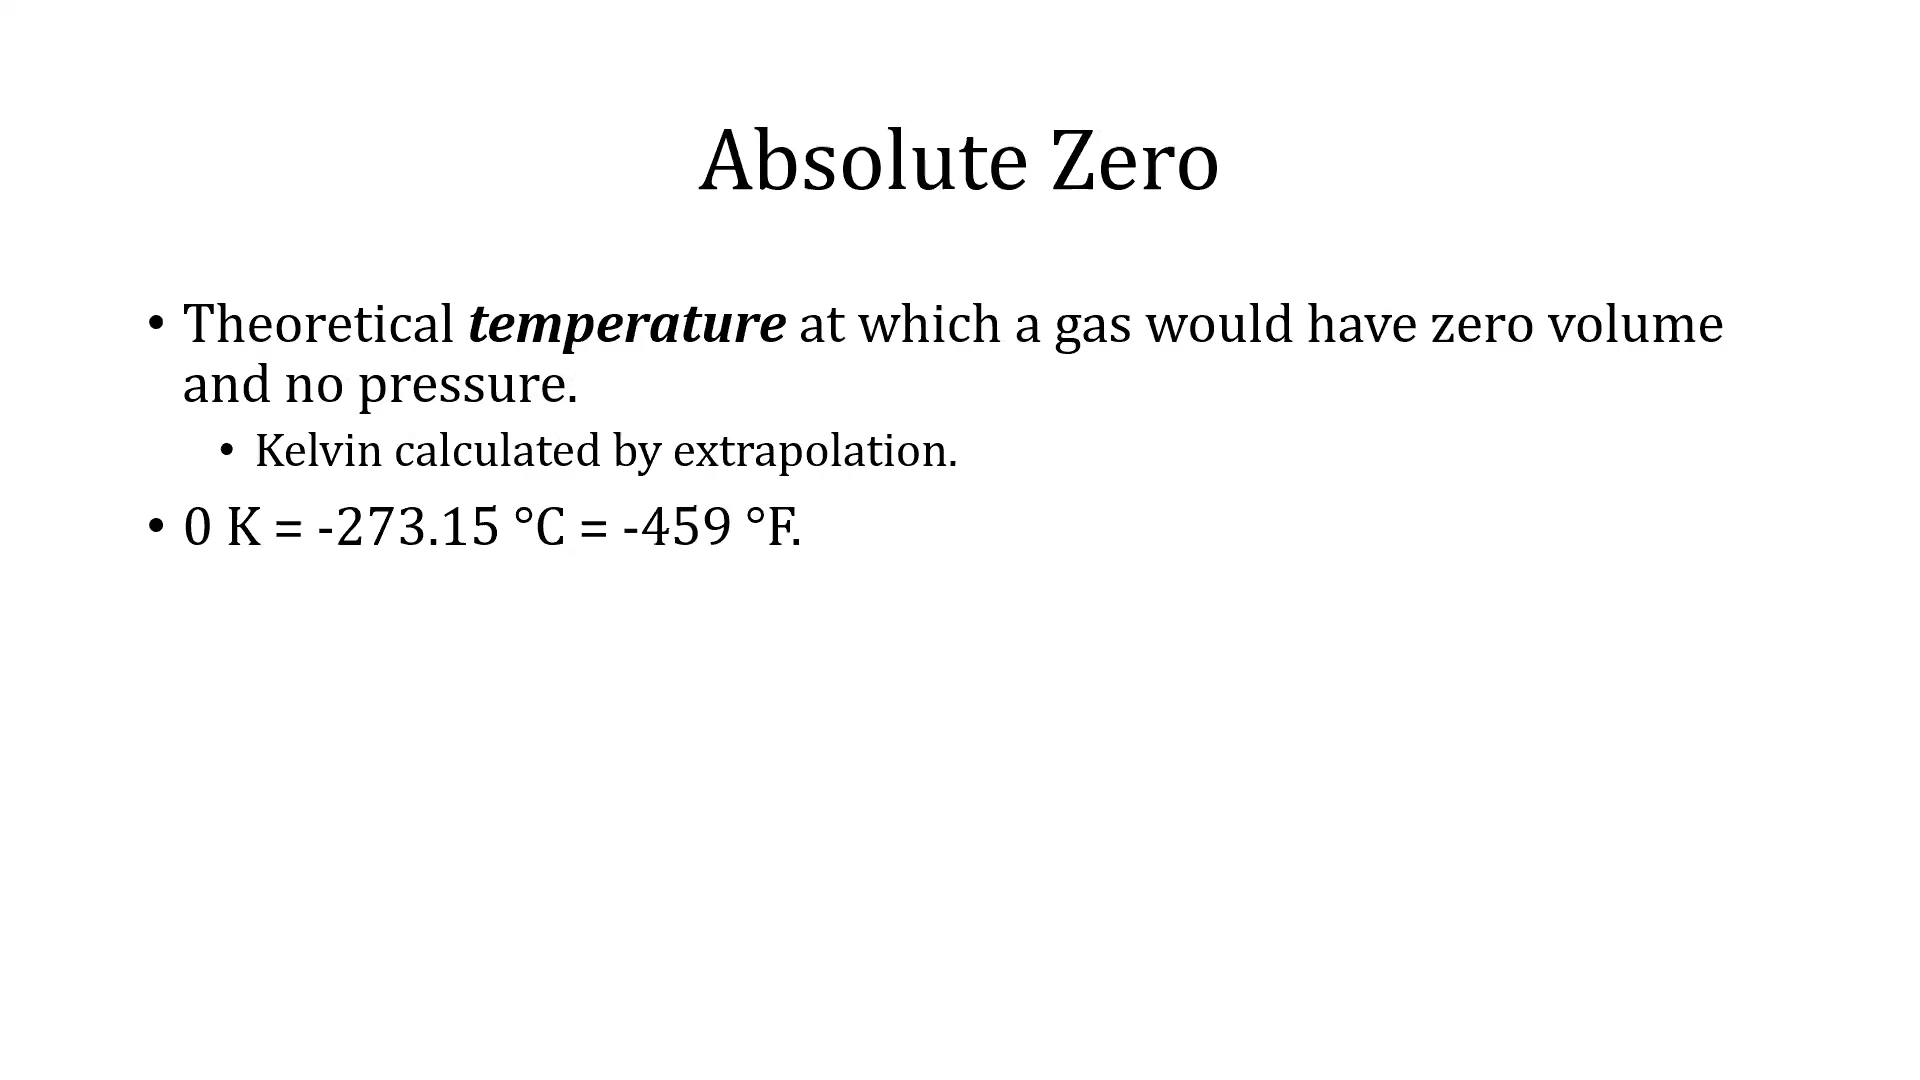 Absolute Zero
• Theoretical temperature at which a gas would have zero volume
and no pressure.
• Kelvin calculated by extrapolation.
• 0 K = -273.15 °C = -459 °F.